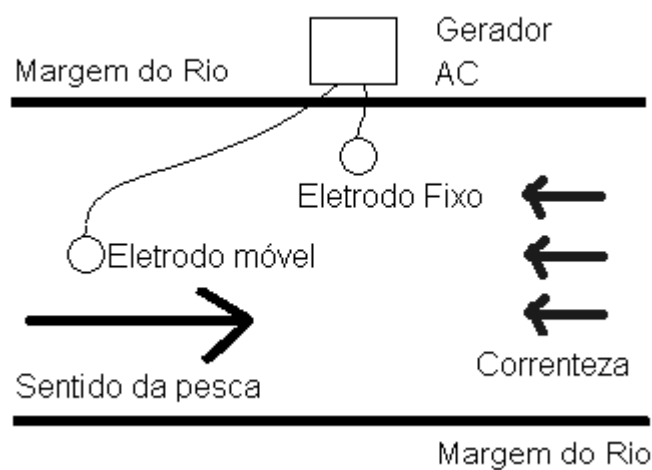 Gerador
AC
Margem do Rio
Eletrodo Fixo
Eletrodo móvel
Correnteza
Sentido da pesca
Margem do Rio